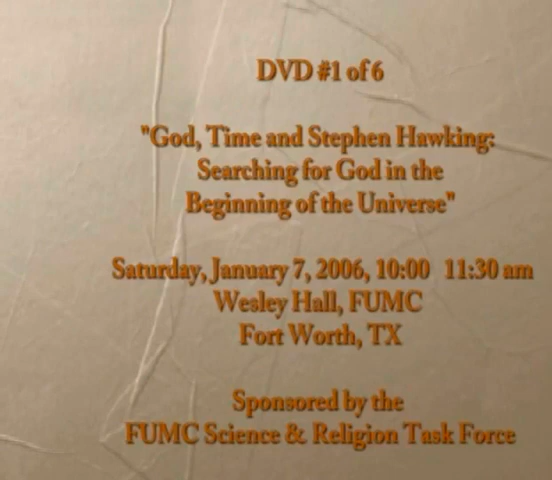 DVD #1 of 6
"God, Time and Stephen Hawking:
Searching for God in the
Beginning of the Universe"
Saturday, January 7, 2006, 10:00 11:30 am
Wesley Hall, FUMC
Fort Worth, TX
Sponsored by the
FUMC Science & Religion Task Force